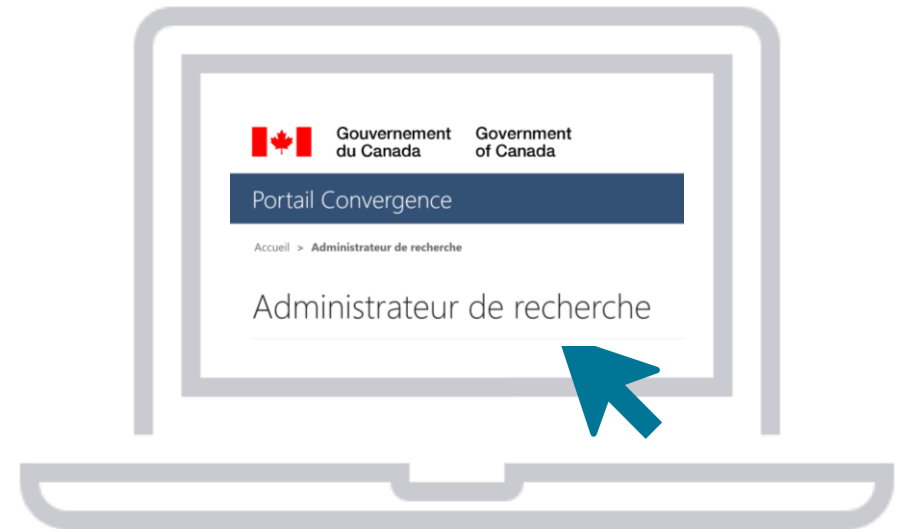 Gouvernement du Canada
Government of Canada
Portail Convergence
Accueil > Administrateur de recherche
Administrateur de recherche